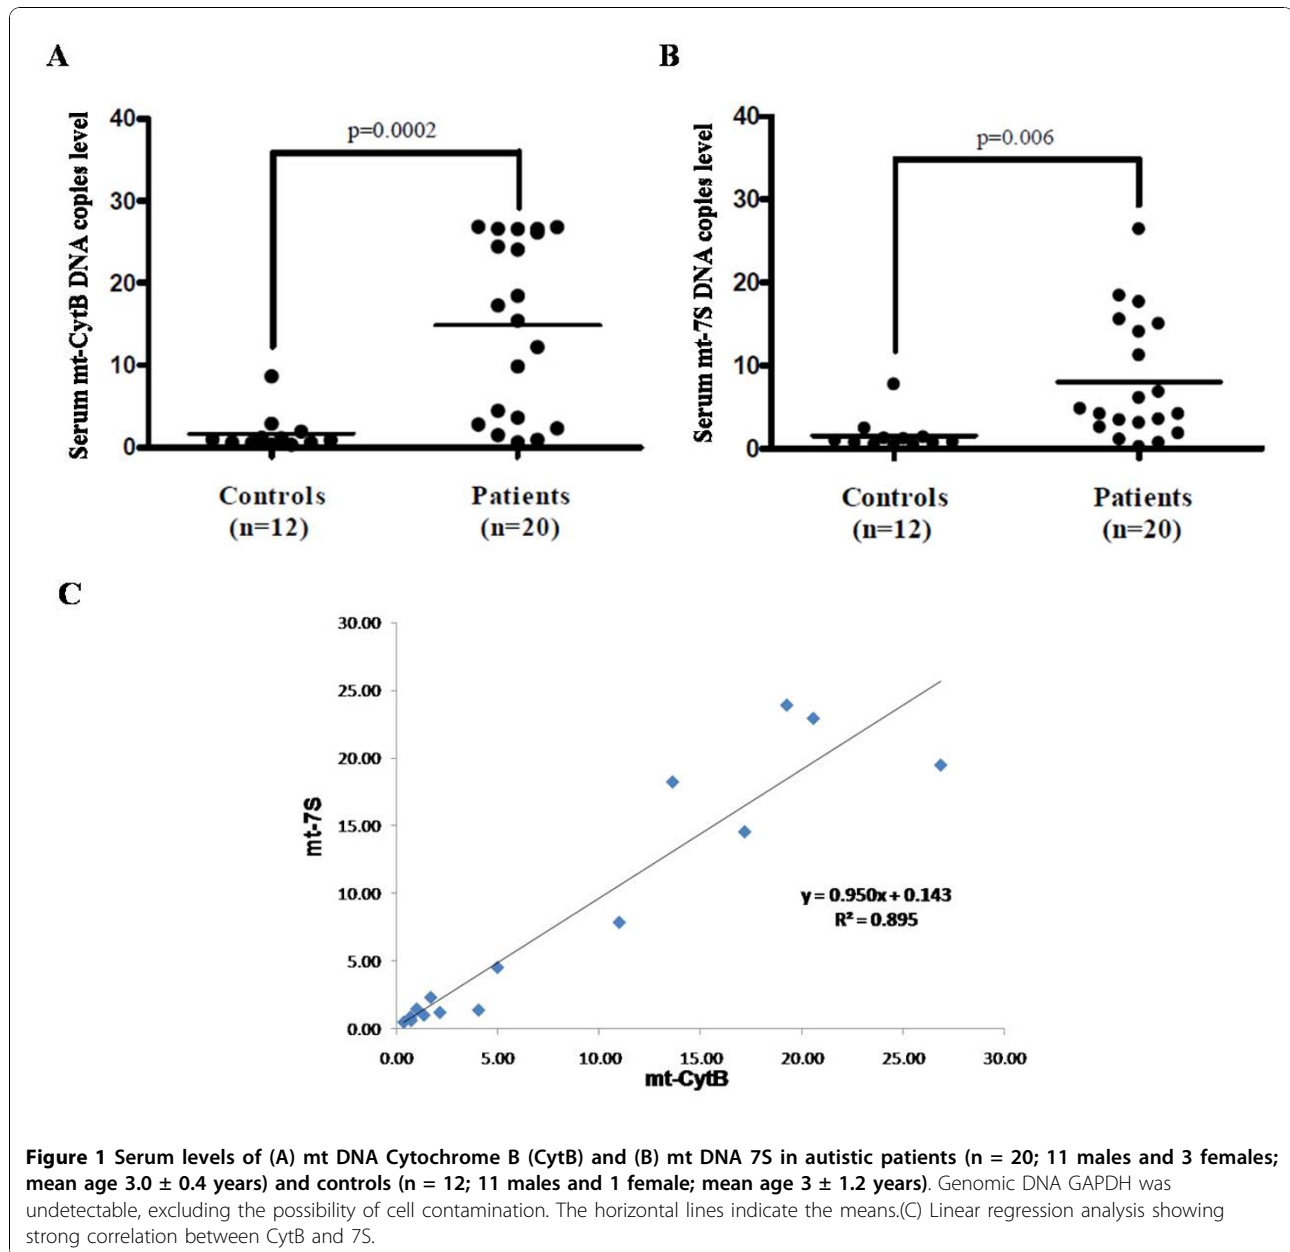 A
B
Serum mt-CytB DNA copies level
40
30
20
10
0
p=0.0002
Controls
(n=12)
Patients
(n=20)
Serum mt-7S DNA copies level
40
30
20
10
0
p=0.006
Controls
(n=12)
Patients
(n=20)
C
mt-7S
30.00
25.00
20.00
15.00
10.00
5.00
0.00
y = 0.950x + 0.143
R² = 0.895
0.00 5.00 10.00 15.00 20.00 25.00 30.00
mt-CytB
Figure 1 Serum levels of (A) mt DNA Cytochrome B (CytB) and (B) mt DNA 7S in autistic patients (n = 20; 11 males and 3 females;
mean age 3.0 ± 0.4 years) and controls (n = 12; 11 males and 1 female; mean age 3 ± 1.2 years). Genomic DNA GAPDH was
undetectable, excluding the possibility of cell contamination. The horizontal lines indicate the means.(C) Linear regression analysis showing
strong correlation between CytB and 7S.